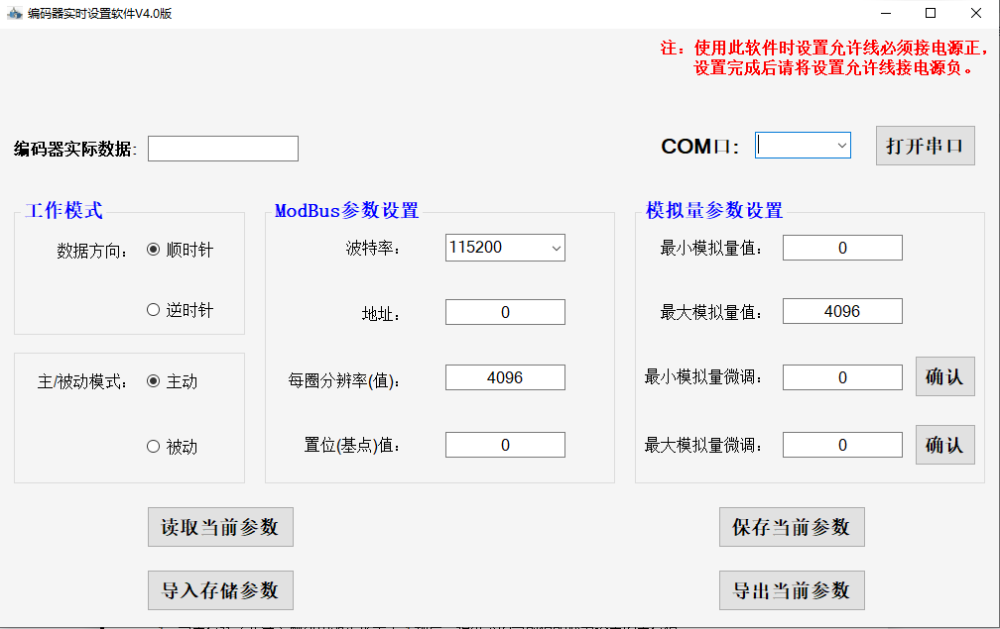 编码器实时设置软件V4.0版
注：使用此软件时设置允许线必须接电源正，
设置完成后请将设置允许线接电源负。
编码器实际数据:
COM口:
打开串口
工作模式
数据方向:
顺时针
逆时针
主/被动模式:
主动
被动
ModBus参数设置
波特率:
115200
地址:
0
每圈分辨率(值):
4096
置位(基点)值:
0
模拟量参数设置
最小模拟量值:
0
最大模拟量值:
4096
最小模拟量微调:
0
确认
最大模拟量微调:
0
确认
读取当前参数
保存当前参数
导入存储参数
导出当前参数